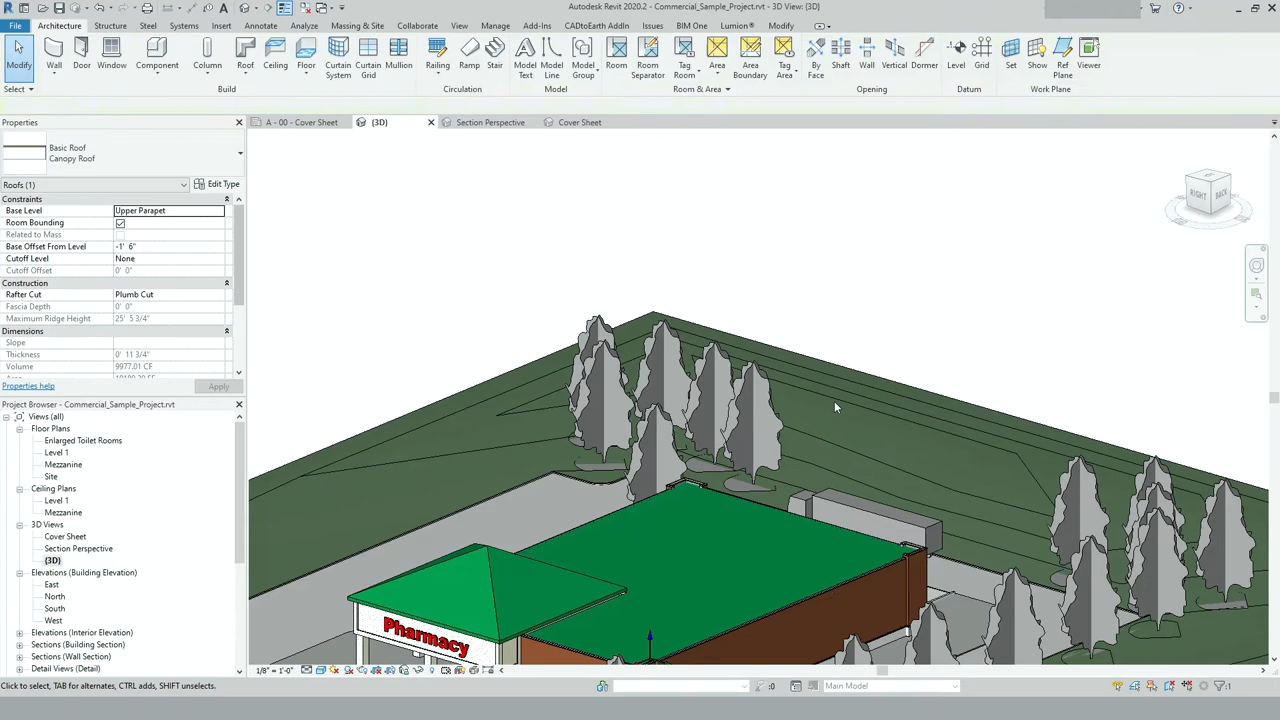 Autodesk Revit 2020.2 - Commercial_Sample_Project.rvt - 3D View: {3D}
File Architecture Structure Steel Systems Insert Annotate Analyze Massing & Site Collaborate View Manage Add-Ins CADtoEarth AddIn Issues BIM One Lumion® Modify
Modify Wall Door Window Component Column Roof Ceiling Floor Curtain System Curtain Grid Mullion Railing Ramp Stair Model Text Model Line Model Group Room Room Separator Tag Room Area Area Boundary Tag Area By Face Shaft Wall Vertical Dormer Level Grid Set Show Ref Plane Viewer
Select Build Circulation Model Room & Area Opening Datum Work Plane
Properties
A - 00 - Cover Sheet {3D} Section Perspective Cover Sheet
Basic Roof
Canopy Roof
Roofs (1) Edit Type
Constraints
Base Level Upper Parapet
Room Bounding
Related to Mass
Base Offset From Level -1' 6"
Cutoff Level None
Cutoff Offset 0' 0"
Construction
Rafter Cut Plumb Cut
Fascia Depth 0' 0"
Maximum Ridge Height 25' 5 3/4"
Dimensions
Slope
Thickness 0' 11 3/4"
Volume 9977.01 CF
Properties help Apply
Project Browser - Commercial_Sample_Project.rvt
Views (all)
Floor Plans
Enlarged Toilet Rooms
Level 1
Mezzanine
Site
Ceiling Plans
Level 1
Mezzanine
3D Views
Cover Sheet
Section Perspective
{3D}
Elevations (Building Elevation)
East
North
South
West
Elevations (Interior Elevation)
Sections (Building Section)
Sections (Wall Section)
Detail Views (Detail)
RIGHT BACK
Pharmacy
1/8" = 1'-0"
Click to select, TAB for alternates, CTRL adds, SHIFT unselects. :0 Main Model :1